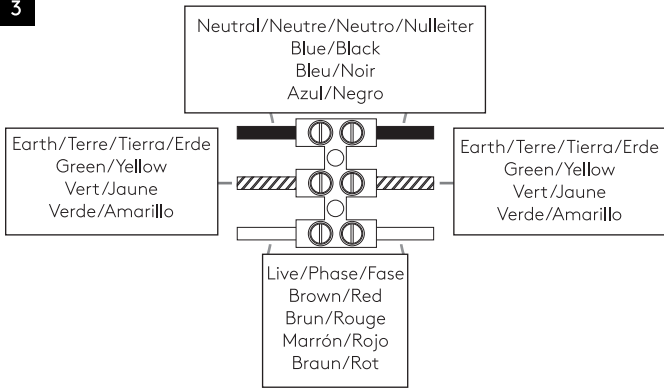 3
Neutral/Neutre/Neutro/Nulleiter
Blue/Black
Bleu/Noir
Azul/Negro
Earth/Terre/Tierra/Erde
Green/Yellow
Vert/Jaune
Verde/Amarillo
Earth/Terre/Tierra/Erde
Green/Yellow
Vert/Jaune
Verde/Amarillo
Live/Phase/Fase
Brown/Red
Brun/Rouge
Marrón/Rojo
Braun/Rot